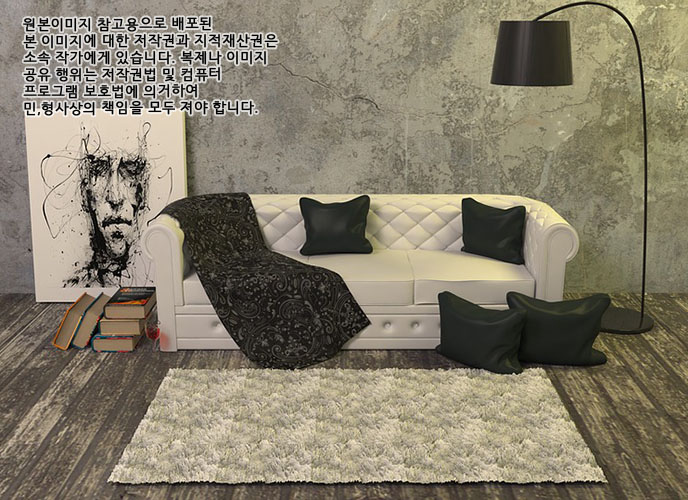 원본이미지 참고용으로 배포된
본 이미지에 대한 저작권과 지적재산권은
소속 작가에게 있습니다. 복제나 이미지
공유 행위는 저작권법 및 컴퓨터
프로그램 보호법에 의거하여
민,형사상의 책임을 모두 져야 합니다.